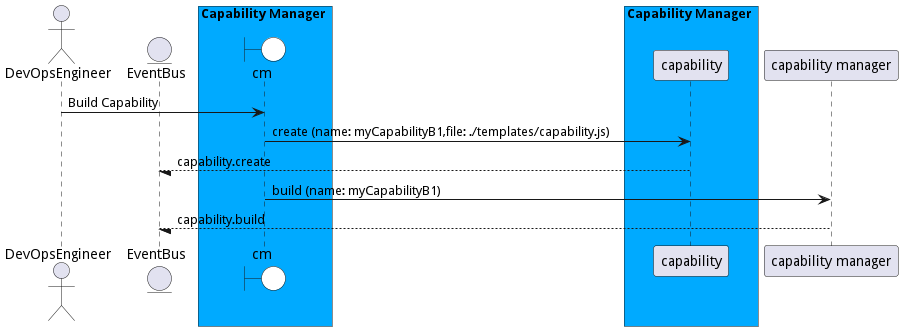 Capability Manager
Capability Manager
DevOpsEngineer
EventBus
cm
capability
capability manager
Build Capability
create (name: myCapabilityB1,file: ./templates/capability.js)
capability.create
build (name: myCapabilityB1)
capability.build
DevOpsEngineer
EventBus
cm
capability
capability manager